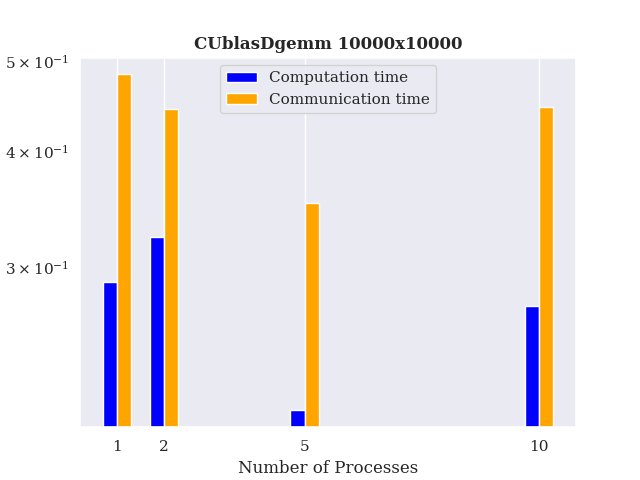 CUblasDgemm 10000x10000
5 × 10⁻¹
4 × 10⁻¹
3 × 10⁻¹
Computation time
Communication time
1 2 5 10
Number of Processes